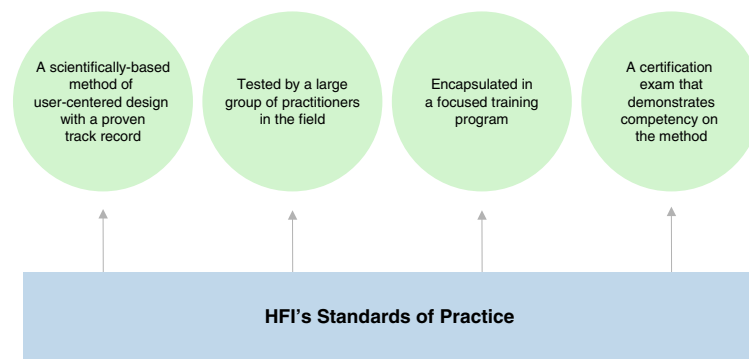 A scientifically-based
method of
user-centered design
with a proven
track record
Tested by a large
group of practitioners
in the field
Encapsulated in
a focused training
program
A certification
exam that
demonstrates
competency on
the method
HFI's Standards of Practice